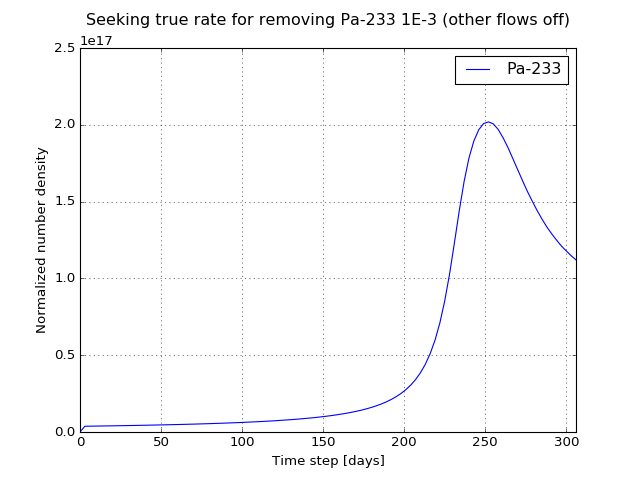 Seeking true rate for removing Pa-233 1E-3 (other flows off)
1e17
2.5
2.0
1.5
1.0
0.5
0.0
Normalized number density
Pa-233
0 50 100 150 200 250 300
Time step [days]